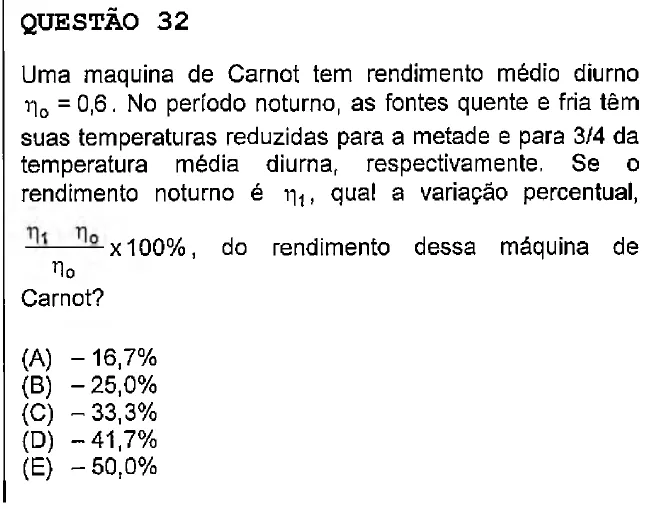 QUESTÃO 32
Uma maquina de Carnot tem rendimento médio diurno
η₀ = 0,6. No período noturno, as fontes quente e fria têm
suas temperaturas reduzidas para a metade e para 3/4 da
temperatura média diurna, respectivamente. Se o
rendimento noturno é η₁, qual a variação percentual,
η₁ η₀
η₀
x100%, do rendimento dessa máquina de
Carnot?
(A) – 16,7%
(B) – 25,0%
(C) – 33,3%
(D) – 41,7%
(E) – 50,0%